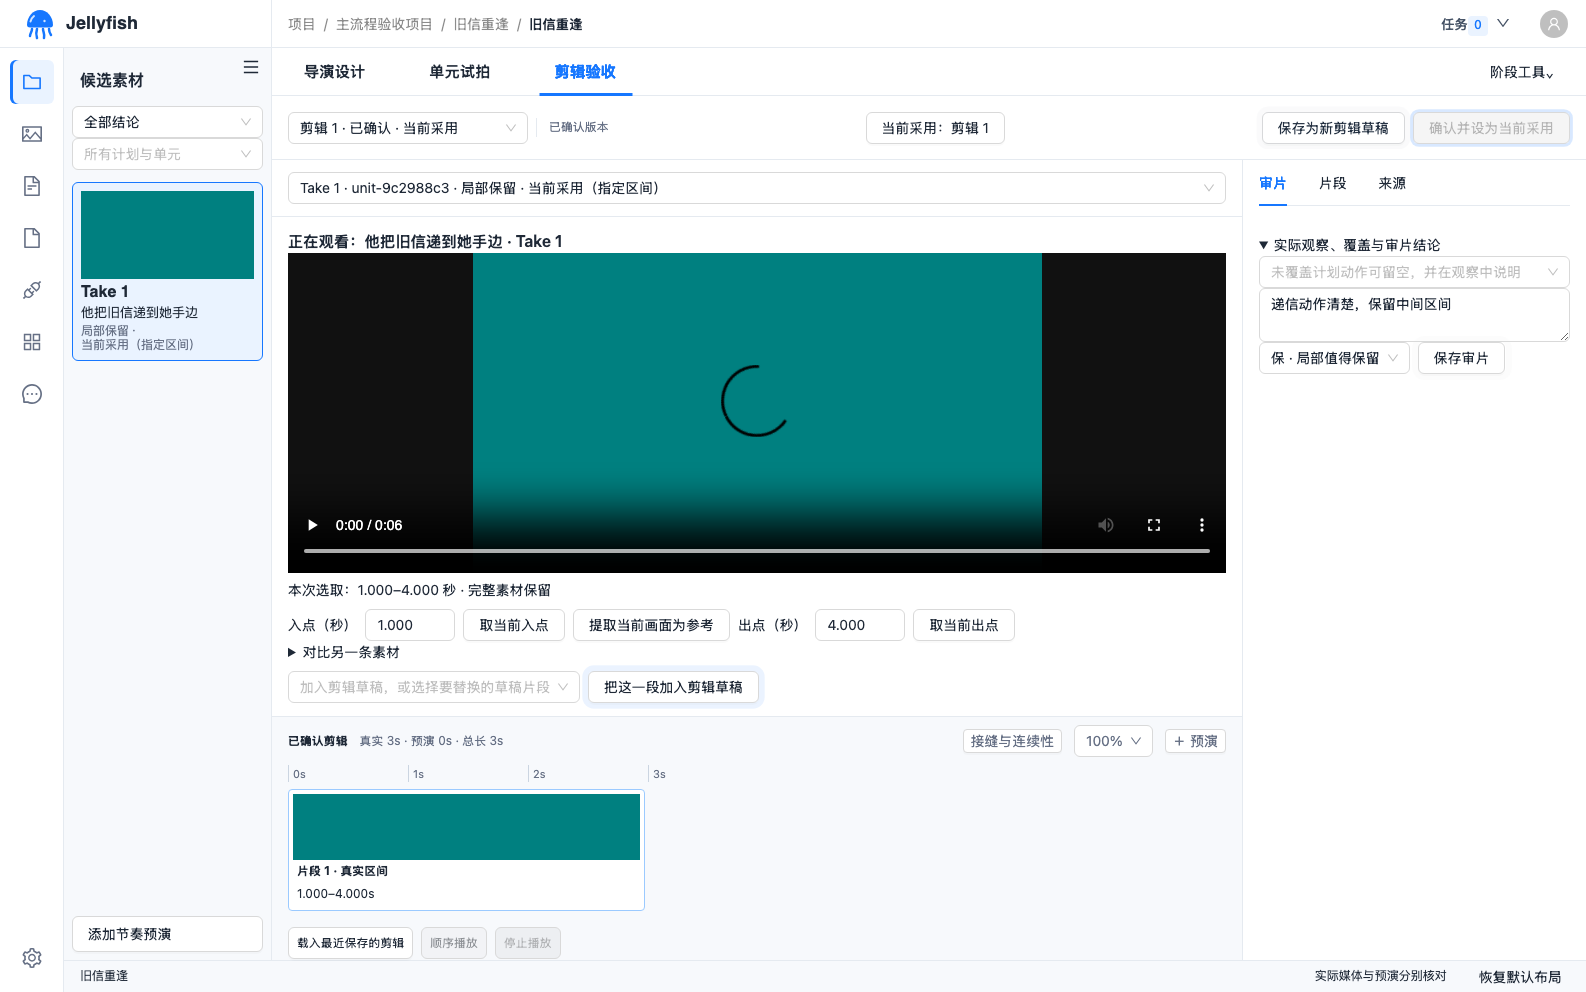 Jellyfish
项目 / 主流程验收项目 / 旧信重逢 / 旧信重逢
任务 0
候选素材
全部结论
所有计划与单元
Take 1
他把旧信递到她手边
局部保留 ·
当前采用（指定区间）
添加节奏预演
导演设计
单元试拍
剪辑验收
阶段工具
剪辑 1 · 已确认 · 当前采用
已确认版本
当前采用：剪辑 1
保存为新剪辑草稿
确认并设为当前采用
Take 1 · unit-9c2988c3 · 局部保留 · 当前采用（指定区间）
正在观看：他把旧信递到她手边 · Take 1
0:00 / 0:06
本次选取：1.000–4.000 秒 · 完整素材保留
入点（秒） 1.000 取当前入点 提取当前画面为参考 出点（秒） 4.000 取当前出点
对比另一条素材
加入剪辑草稿，或选择要替换的草稿片段 把这一段加入剪辑草稿
已确认剪辑 真实 3s · 预演 0s · 总长 3s
接缝与连续性 100% + 预演
0s 1s 2s 3s
片段 1 · 真实区间
1.000–4.000s
载入最近保存的剪辑 顺序播放 停止播放
审片 片段 来源
实际观察、覆盖与审片结论
未覆盖计划动作可留空，并在观察中说明
递信动作清楚，保留中间区间
保 · 局部值得保留 保存审片
旧信重逢
实际媒体与预演分别核对
恢复默认布局